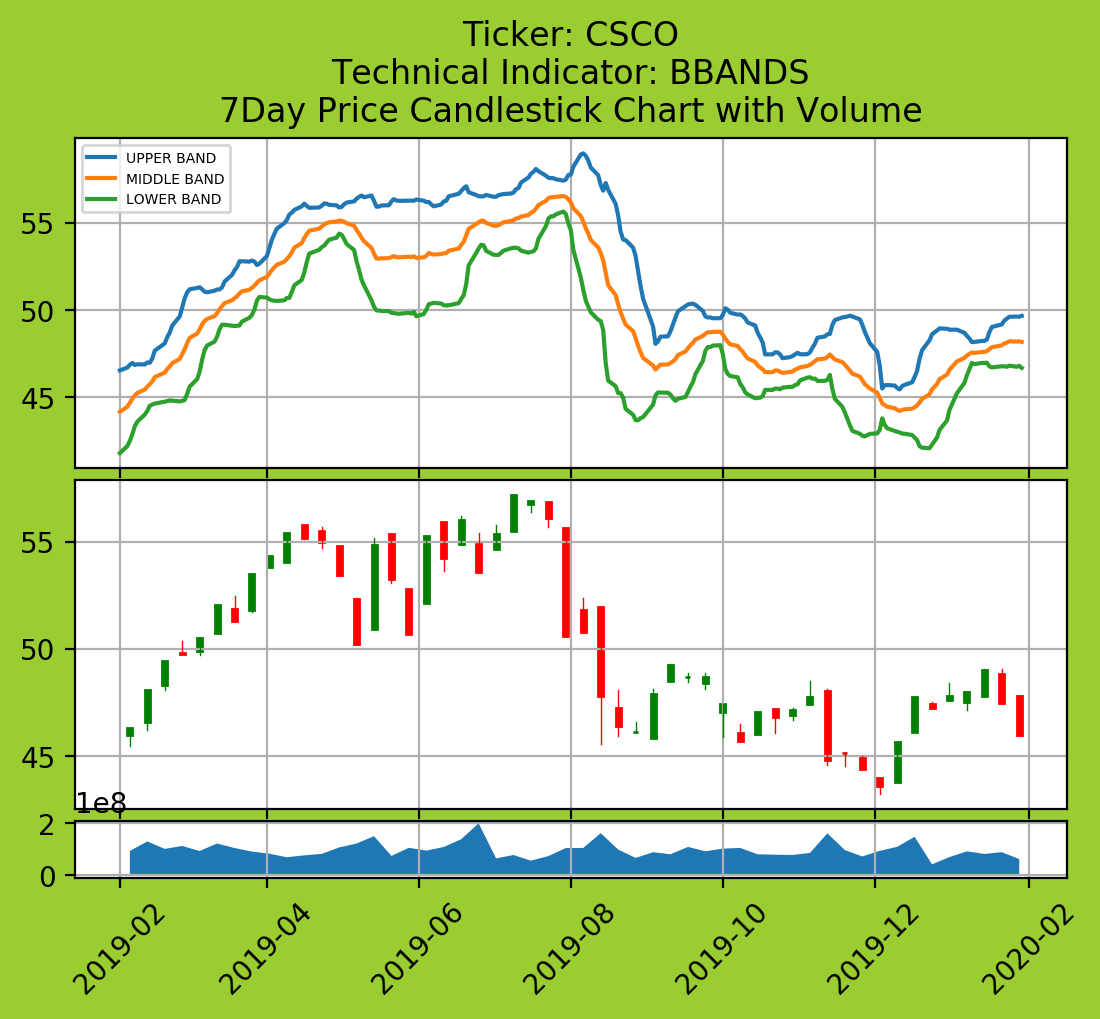 Ticker: CSCO
Technical Indicator: BBANDS
7Day Price Candlestick Chart with Volume
UPPER BAND
MIDDLE BAND
LOWER BAND
55
50
45
55
50
45
1e8
2
0
2019-02
2019-04
2019-06
2019-08
2019-10
2019-12
2020-02